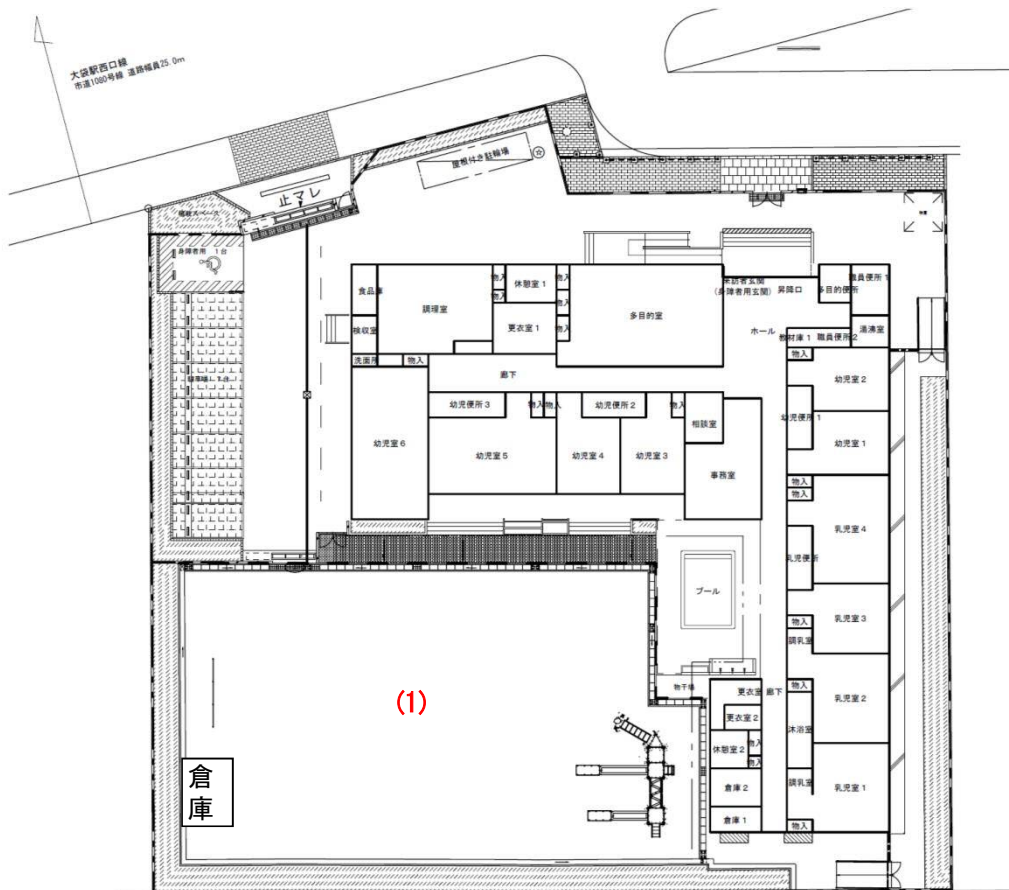 大袋駅西口線
市道1080号線 道路幅員25.0m
屋根付き駐輪場
止マレ
身障者用 1台
食品庫
調理室
物入
物入
休憩室1
物入
物入
物入
多目的室
来訪者玄関
(身障者用玄関)
昇降口
多目的便所
職員便所1
検収室
更衣室1
ホール
教材庫1
職員便所2
湯沸室
洗面所
物入
廊下
物入
幼児室2
幼児便所3
物入
物入
幼児便所2
物入
相談室
幼児便所1
幼児室1
幼児室6
幼児室5
幼児室4
幼児室3
事務室
物入
物入
乳児室4
乳児便所
プール
物入
調乳室
乳児室3
物干場
更衣室
廊下
物入
乳児室2
(1)
更衣室2
沐浴室
休憩室2
物入
物入
倉庫
倉庫2
調乳室
乳児室1
倉庫1
物入